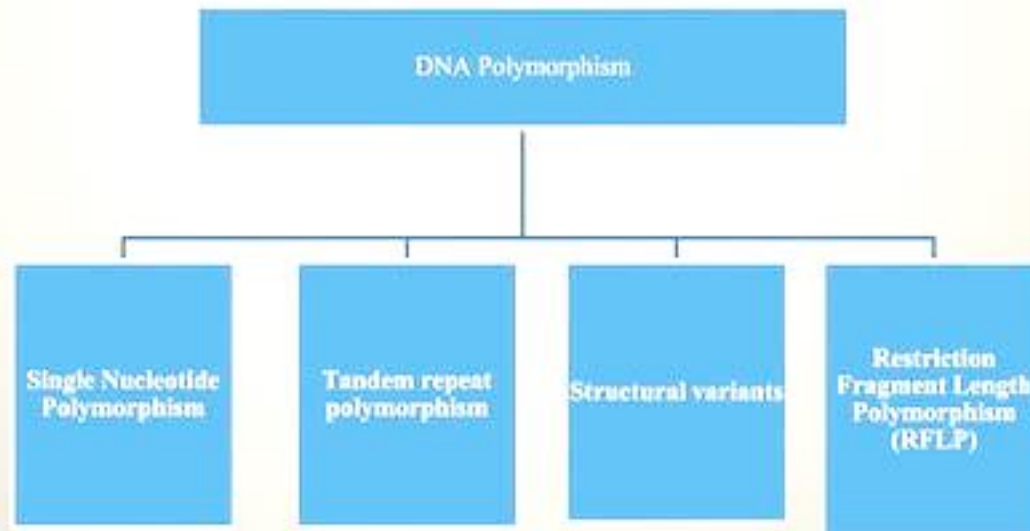 DNA Polymorphism
Single Nucleotide
Polymorphism
Tandem repeat
polymorphism
Structural variants
Restriction
Fragment Length
Polymorphism
(RFLP)